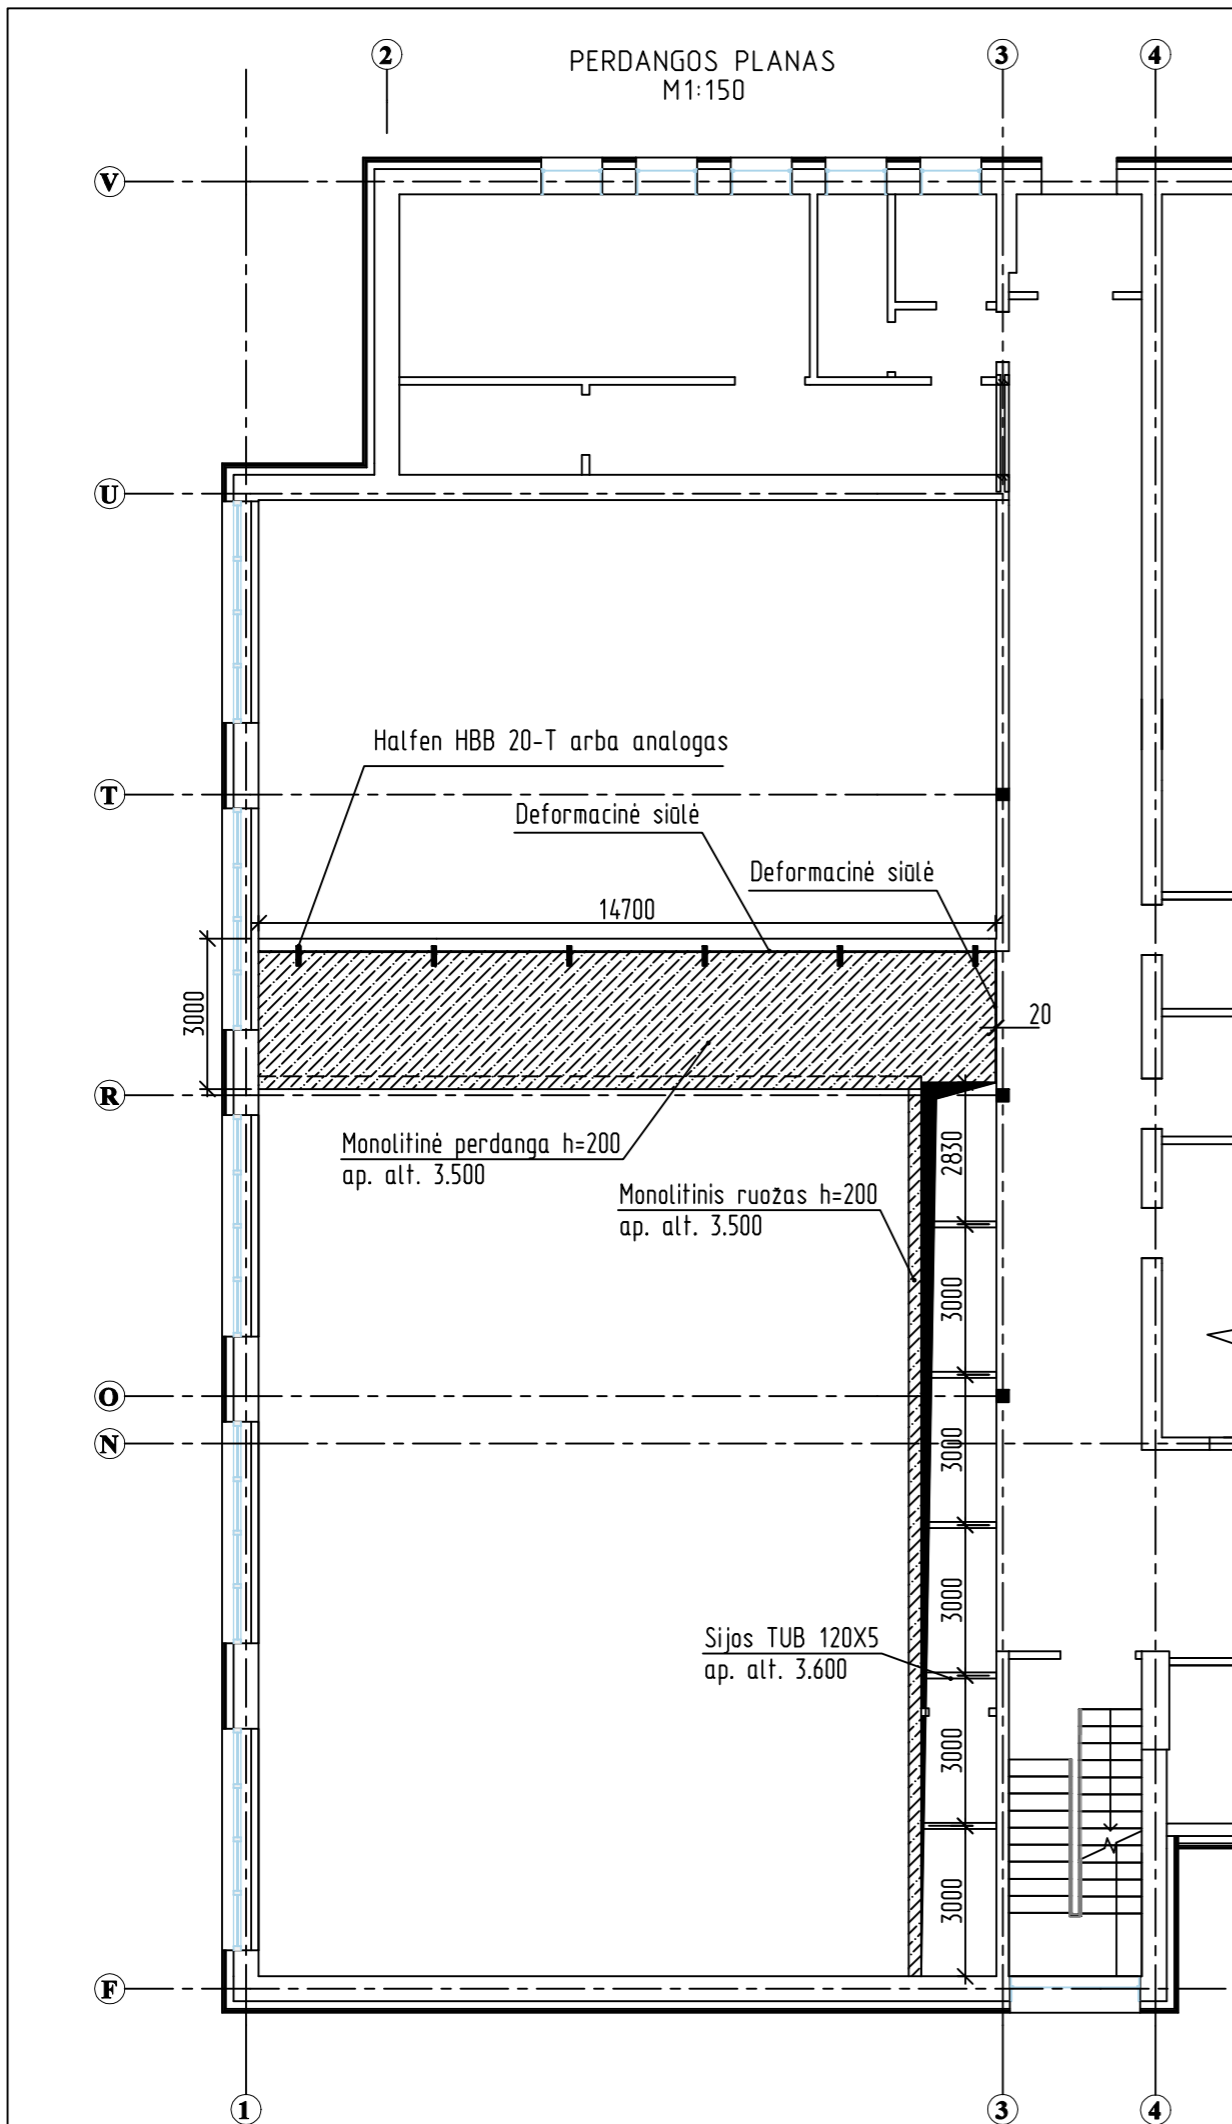 2
PERDANGOS PLANAS
M1:150
3
4
V
U
Halfen HBB 20-T arba analogas
T
Deformacinė siūlė
Deformacinė siūlė
14700
3000
20
R
Monolitinė perdanga h=200
ap. alt. 3.500
2830
Monolitinis ruožas h=200
ap. alt. 3.500
3000
O
N
3000
3000
Sijos TUB 120X5
ap. alt. 3.600
3000
3000
F
1
3
4